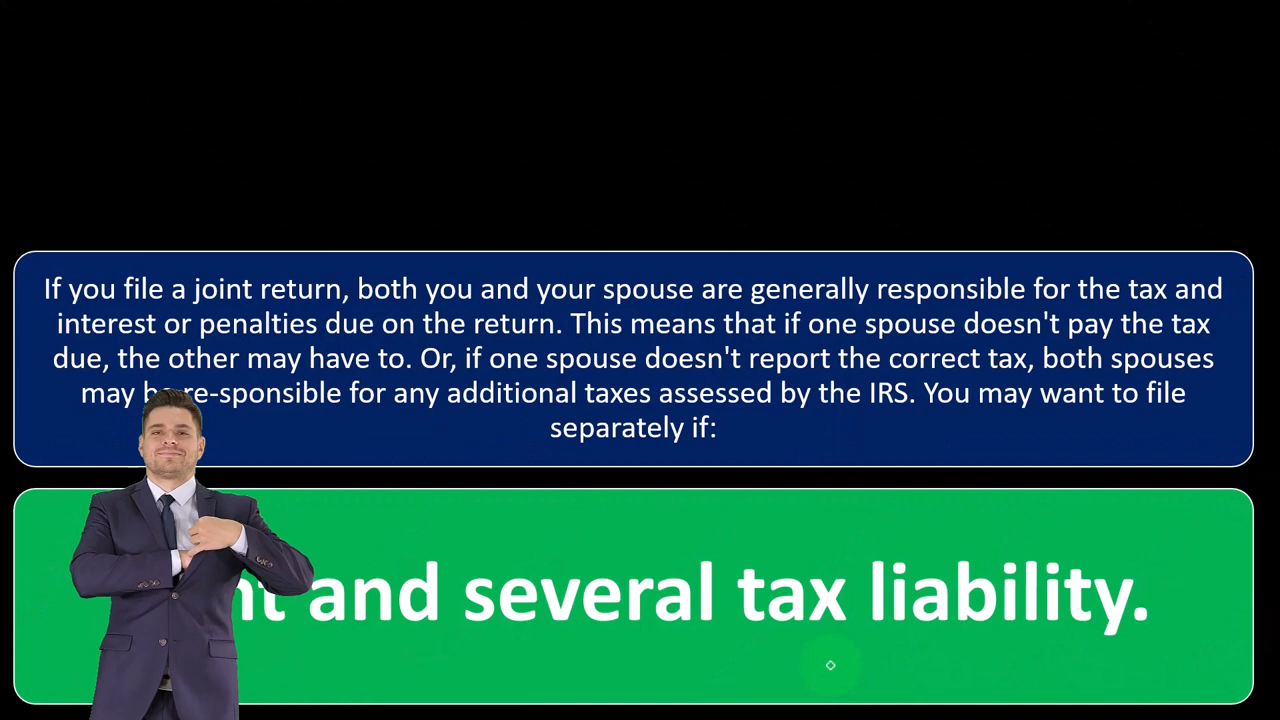 If you file a joint return, both you and your spouse are generally responsible for the tax and
interest or penalties due on the return. This means that if one spouse doesn't pay the tax
due, the other may have to. Or, if one spouse doesn't report the correct tax, both spouses
may be re-sponsible for any additional taxes assessed by the IRS. You may want to file
separately if:
and several tax liability.